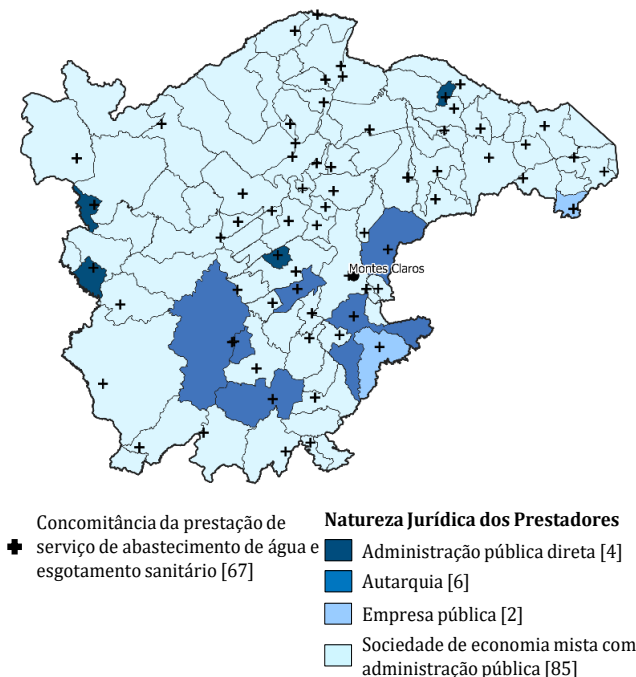 Montes Claros
Concomitância da prestação de
serviço de abastecimento de água e
esgotamento sanitário [67]
Natureza Jurídica dos Prestadores
Administração pública direta [4]
Autarquia [6]
Empresa pública [2]
Sociedade de economia mista com
administração pública [85]